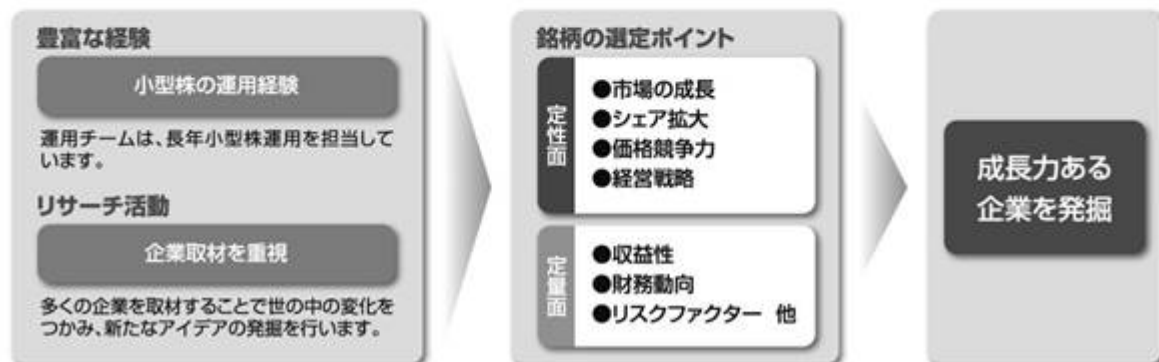 豊富な経験
小型株の運用経験
運用チームは、長年小型株運用を担当して
います。
リサーチ活動
企業取材を重視
多くの企業を取材することで世の中の変化を
つかみ、新たなアイデアの発掘を行います。
銘柄の選定ポイント
定性面
●市場の成長
●シェア拡大
●価格競争力
●経営戦略
定量面
●収益性
●財務動向
●リスクファクター 他
成長力ある
企業を発掘